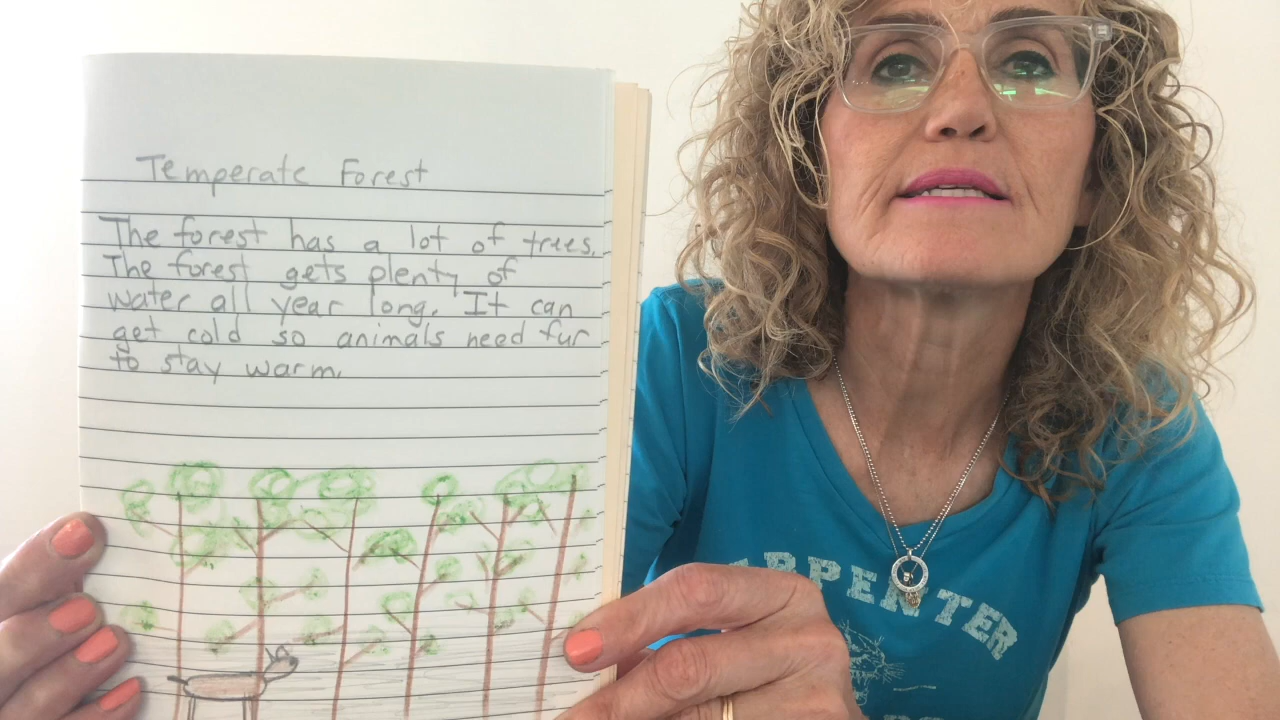 Temperate Forest
The forest has a lot of trees.
The forest gets plenty of
water all year long. It can
get cold so animals need fur
to stay warm.
ARPENTER